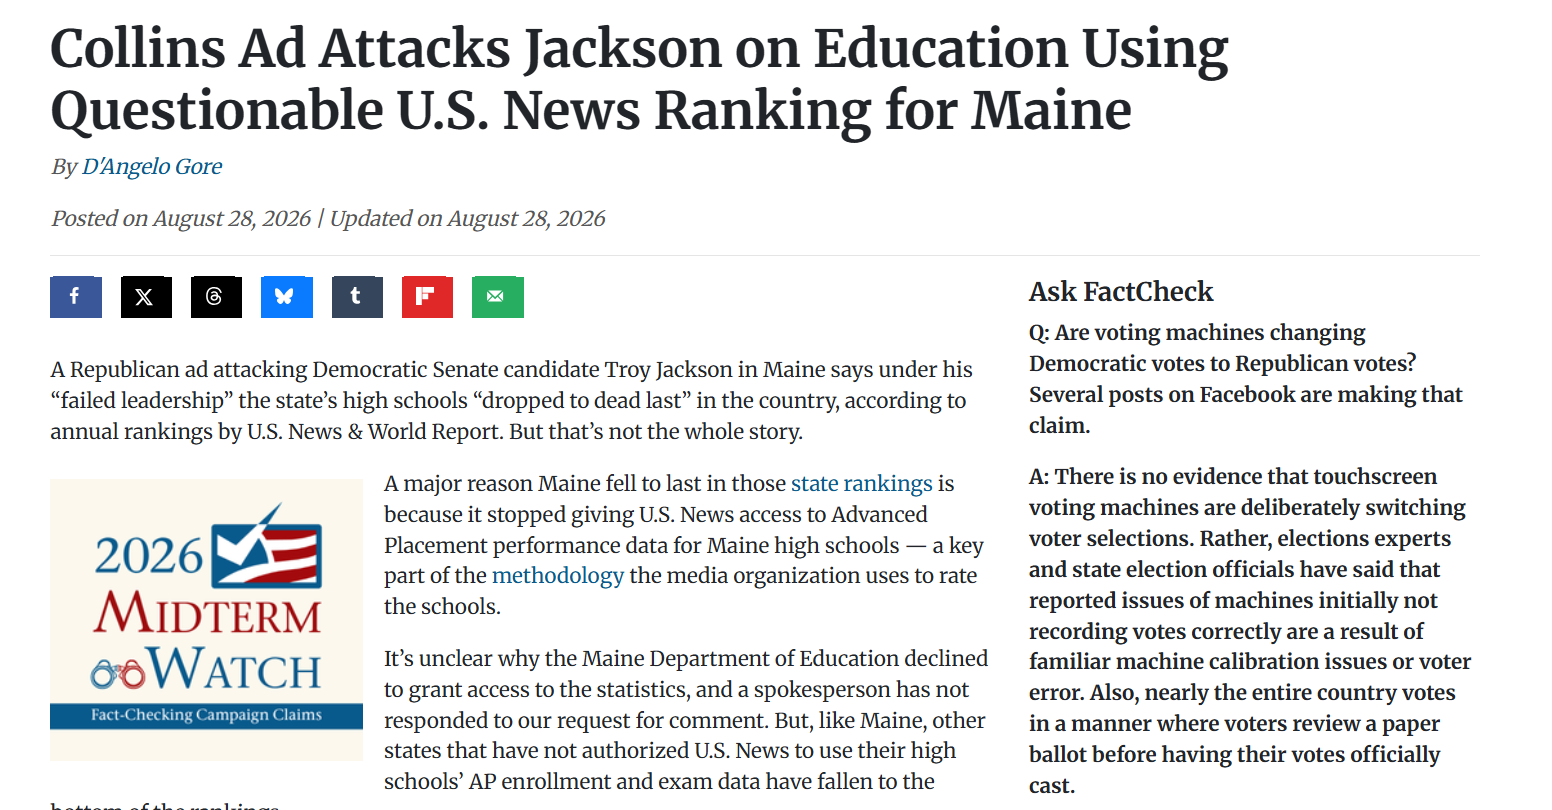 Collins Ad Attacks Jackson on Education Using
Questionable U.S. News Ranking for Maine
By D'Angelo Gore
Posted on August 28, 2026 | Updated on August 28, 2026
A Republican ad attacking Democratic Senate candidate Troy Jackson in Maine says under his
“failed leadership” the state’s high schools “dropped to dead last” in the country, according to
annual rankings by U.S. News & World Report. But that’s not the whole story.
2026
MIDTERM
WATCH
Fact-Checking Campaign Claims
A major reason Maine fell to last in those state rankings is
because it stopped giving U.S. News access to Advanced
Placement performance data for Maine high schools — a key
part of the methodology the media organization uses to rate
the schools.
It’s unclear why the Maine Department of Education declined
to grant access to the statistics, and a spokesperson has not
responded to our request for comment. But, like Maine, other
states that have not authorized U.S. News to use their high
schools’ AP enrollment and exam data have fallen to the
bottom of the rankings.
Ask FactCheck
Q: Are voting machines changing
Democratic votes to Republican votes?
Several posts on Facebook are making that
claim.
A: There is no evidence that touchscreen
voting machines are deliberately switching
voter selections. Rather, elections experts
and state election officials have said that
reported issues of machines initially not
recording votes correctly are a result of
familiar machine calibration issues or voter
error. Also, nearly the entire country votes
in a manner where voters review a paper
ballot before having their votes officially
cast.